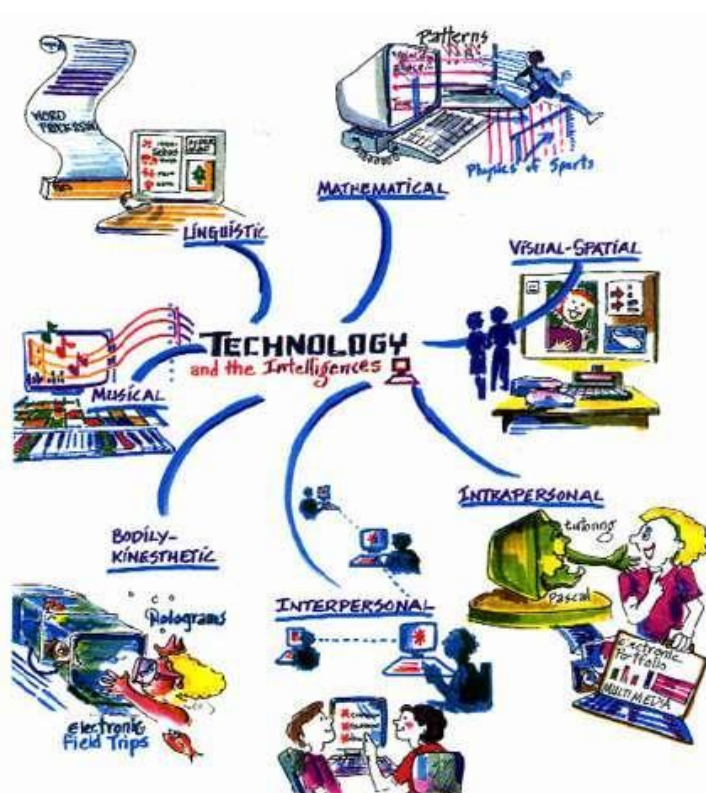 Patterns
WORD
PROCESSING
Physics of Sports
MATHEMATICAL
LINGUISTIC
VISUAL-SPATIAL
TECHNOLOGY
and the Intelligences
MUSICAL
INTRAPERSONAL
tutoring
Pascal
BODILY-
KINESTHETIC
INTERPERSONAL
Holograms
Electronic
Field Trips
Electronic
Portfolio
MULTIMEDIA